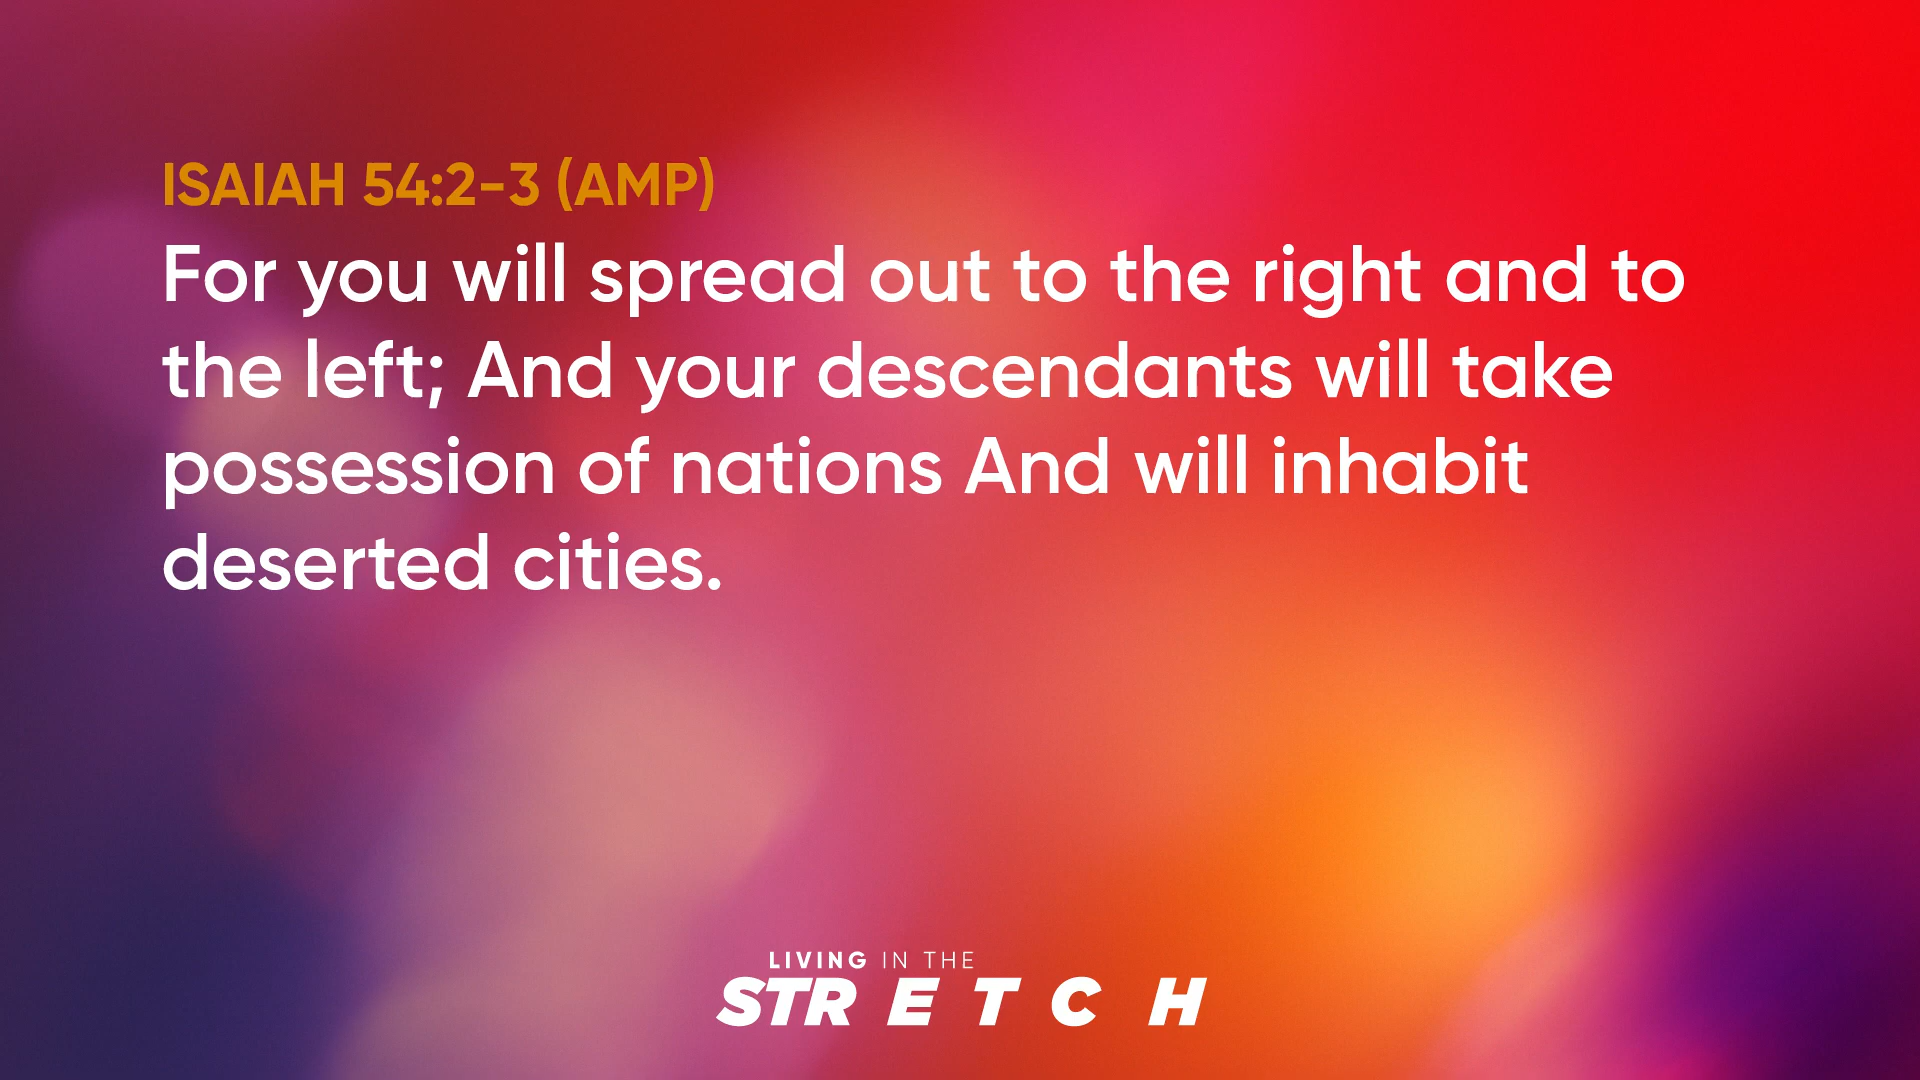 ISAIAH 54:2-3 (AMP)
For you will spread out to the right and to
the left; And your descendants will take
possession of nations And will inhabit
deserted cities.
LIVING IN THE
STRETCH